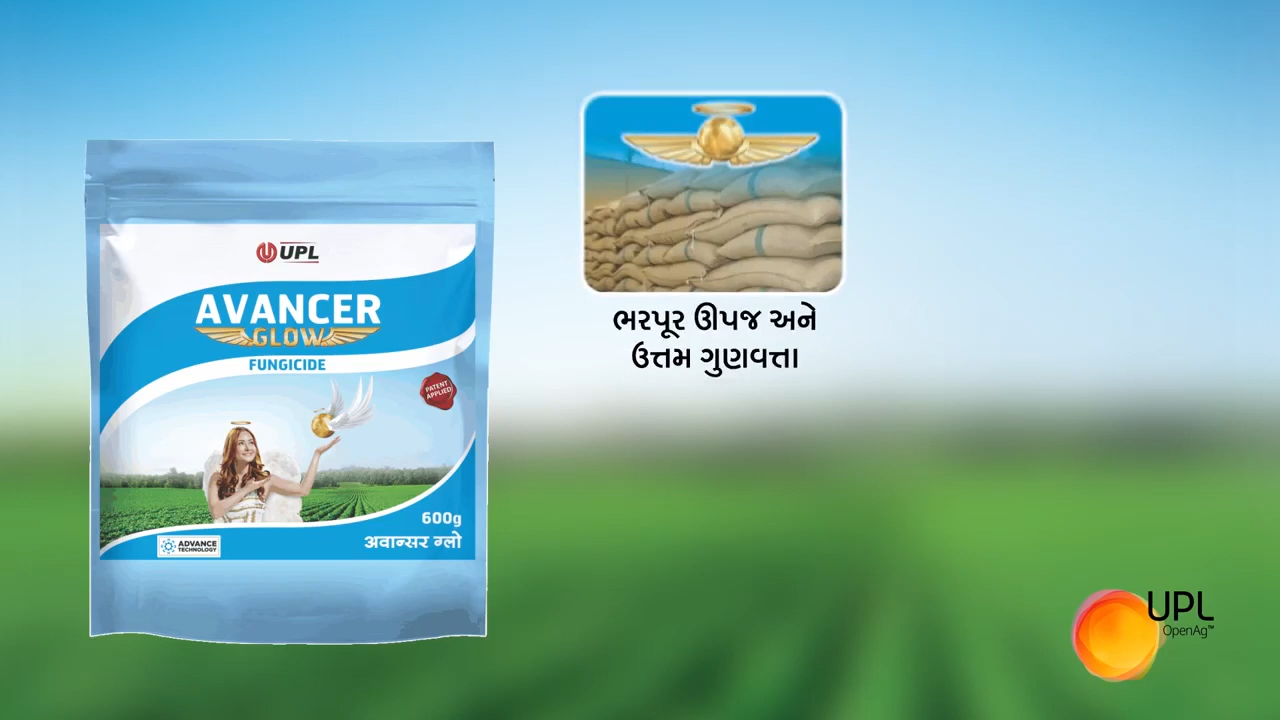 UPL
AVANCER
GLOW
FUNGICIDE
PATENT
APPLIED
600g
अवान्सर ग्लो
ADVANCE
TECHNOLOGY
ભરપૂર ઊપજ અને
ઉત્તમ ગુણવત્તા
UPL
OpenAg™